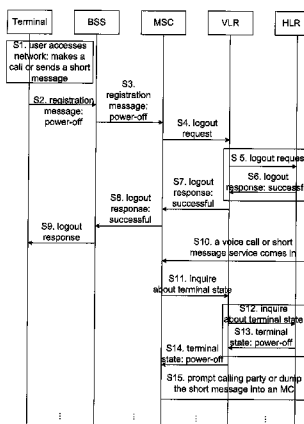 Terminal
BSS
MSC
VLR
HLR
S1. user accesses
network: makes a
call or sends a short
message
S2. registration
message:
power-off
S3.
registration
message:
power-off
S4. logout
request
S 5. logout reques
S6. logout
response: successf
S7. logout
response:
successful
S8. logout
response:
successful
S9. logout
response
S10. a voice call or short
message service comes in
S11. inquire
about terminal state
S12. inquire
about terminal state
S13. terminal
state: power-off
S14. terminal
state: power-off
S15. prompt calling party or dump
the short message into an MC